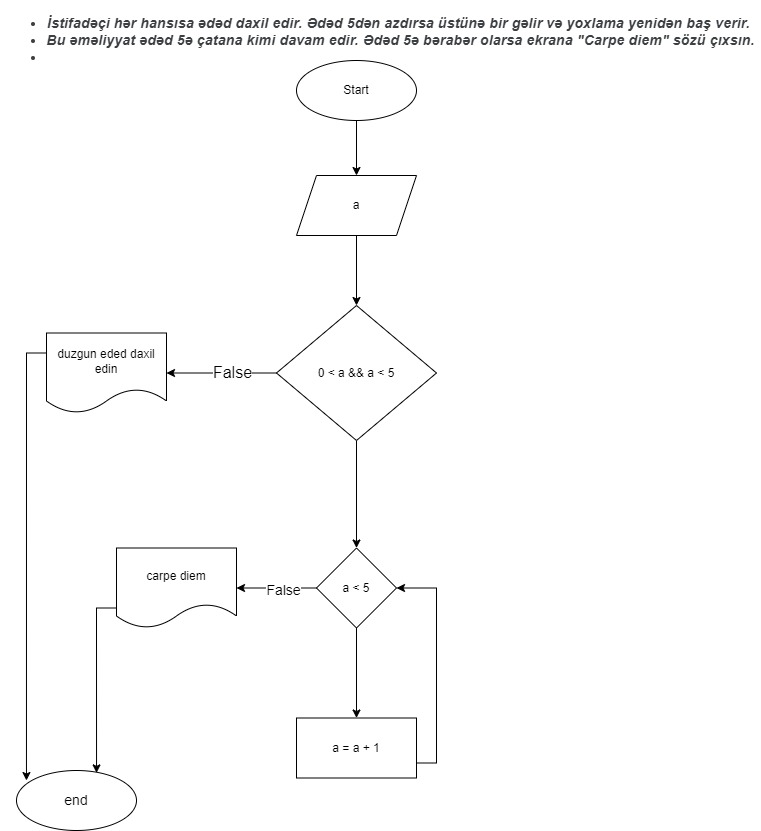 İstifadəçi hər hansısa ədəd daxil edir. Ədəd 5dən azdırsa üstünə bir gəlir və yoxlama yenidən baş verir.
Bu əməliyyat ədəd 5ə çatana kimi davam edir. Ədəd 5ə bərabər olarsa ekrana "Carpe diem" sözü çıxsın.
Start
a
duzgun eded daxil
edin
False
0 < a && a < 5
carpe diem
False
a < 5
a = a + 1
end